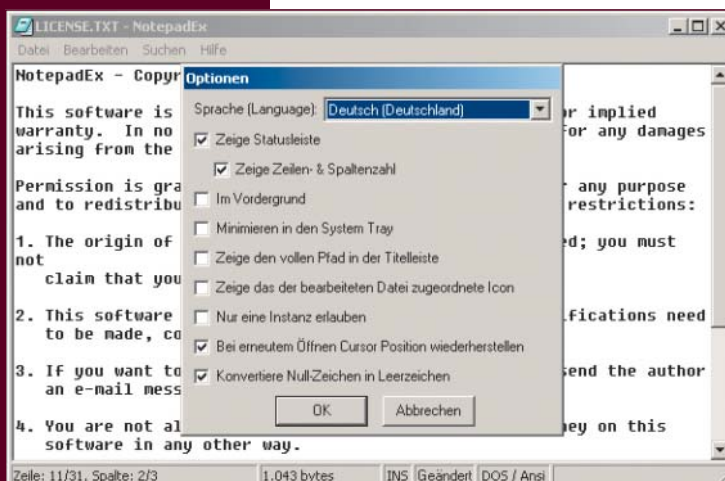 LICENSE.TXT - NotepadEx
Datei Bearbeiten Suchen Hilfe
NotepadEx - Copyr
This software is
warranty. In no
arising from the
Permission is gra
and to redistribu
1. The origin of
not
claim that you
2. This software
to be made, co
3. If you want to
an e-mail mess
4. You are not al
software in any other way.
Optionen
Sprache (Language): Deutsch (Deutschland)
Zeige Statusleiste
Zeige Zeilen- & Spaltenzahl
Im Vordergrund
Minimieren in den System Tray
Zeige den vollen Pfad in der Titelleiste
Zeige das der bearbeiteten Datei zugeordnete Icon
Nur eine Instanz erlauben
Bei erneutem Öffnen Cursor Position wiederherstellen
Konvertiere Null-Zeichen in Leerzeichen
OK Abbrechen
r implied
for any damages
any purpose
restrictions:
ed; you must
ifications need
send the author
ney on this
Zeile: 11/31, Spalte: 2/3 1.043 bytes INS Geändert DOS / Ansi